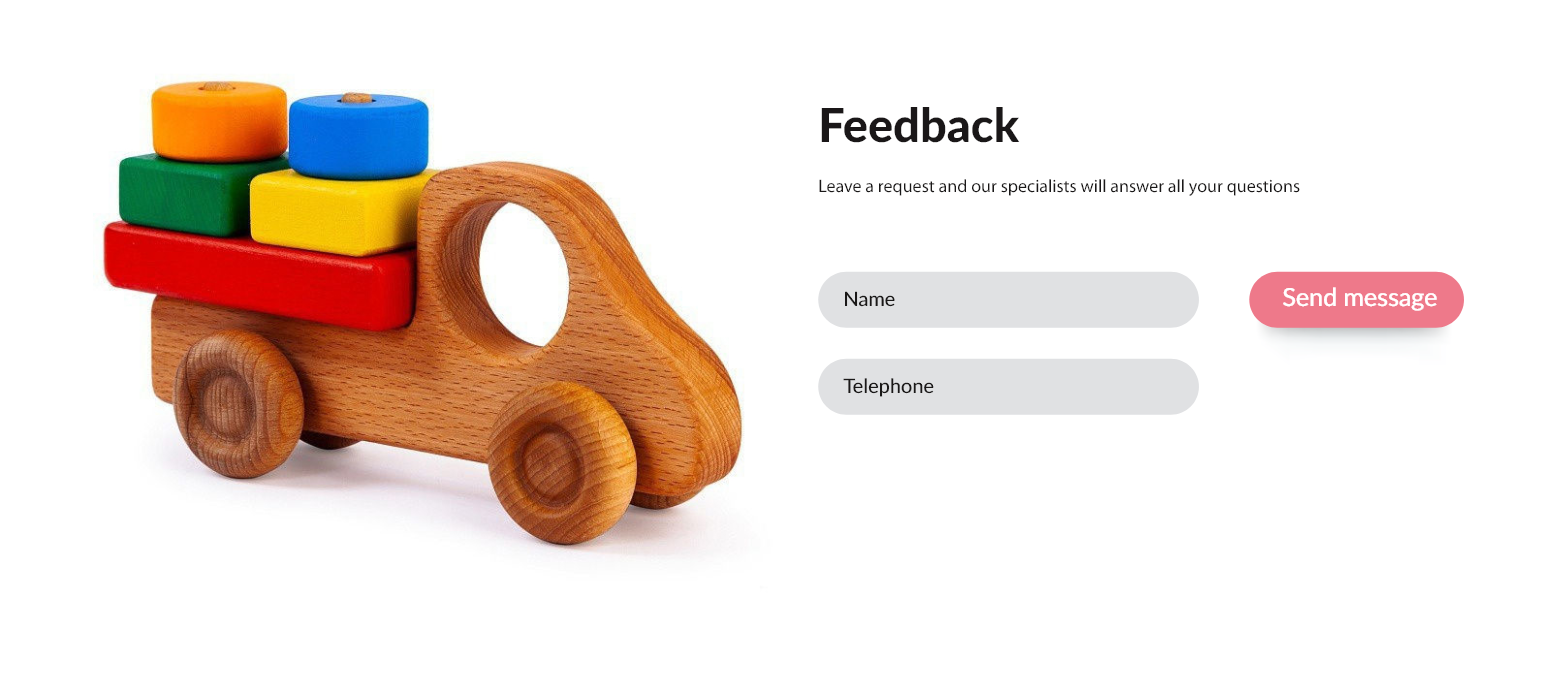 Feedback
Leave a request and our specialists will answer all your questions
Name
Send message
Telephone